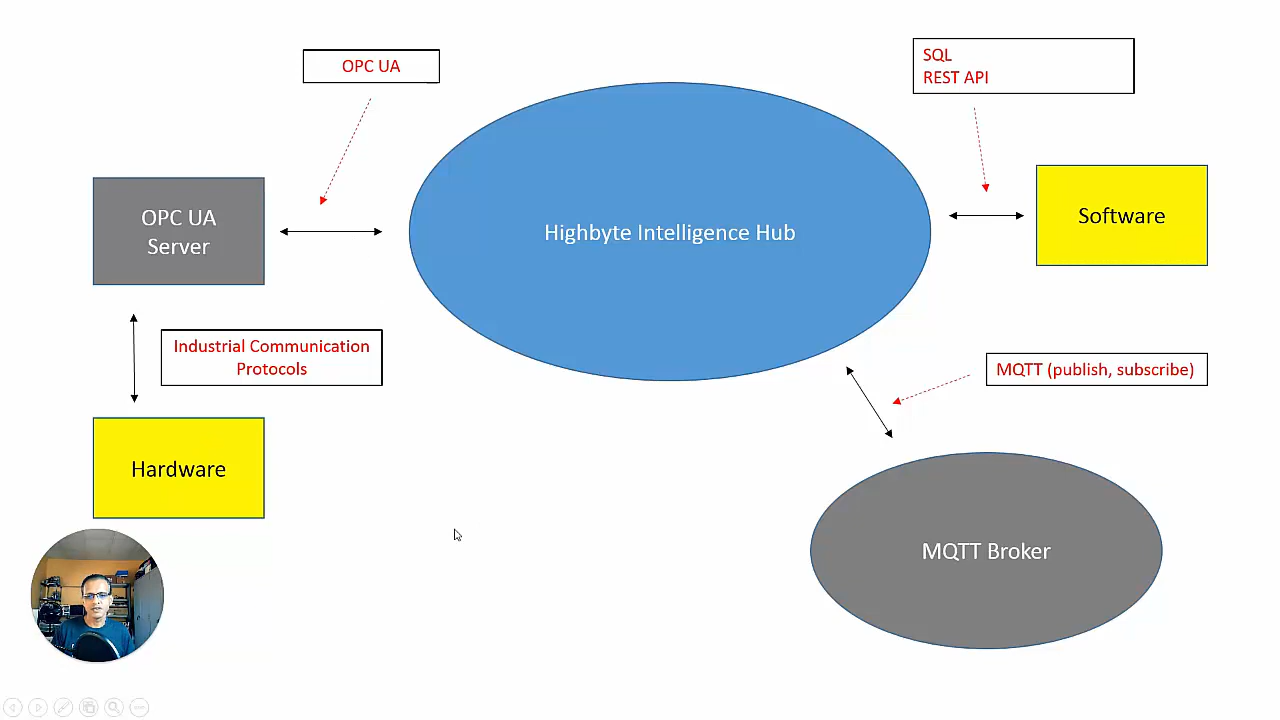 OPC UA
SQL
REST API
OPC UA
Server
Highbyte Intelligence Hub
Software
Industrial Communication
Protocols
MQTT (publish, subscribe)
Hardware
MQTT Broker